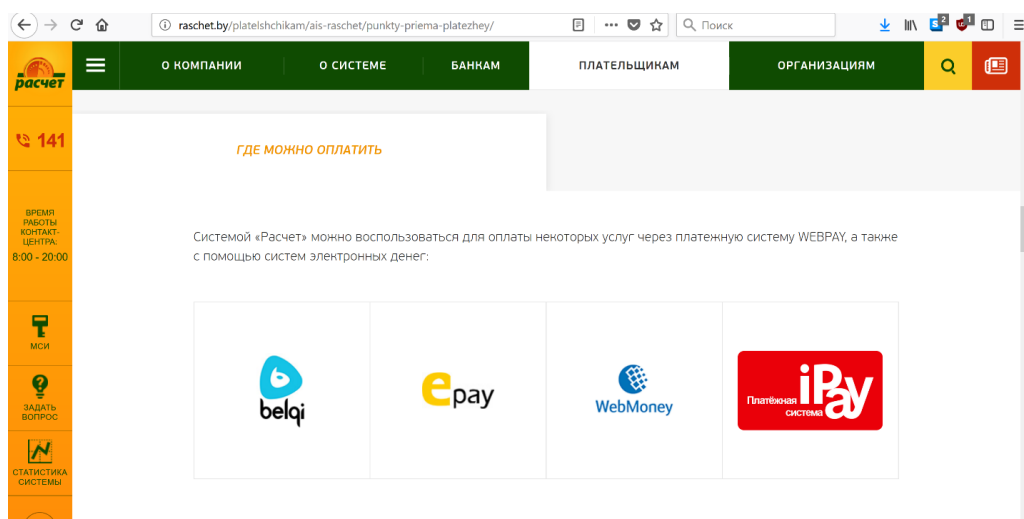 raschet.by/platelshchikam/ais-raschet/punkty-priema-platezhey/
Поиск
2
1
расчет
О КОМПАНИИ
О СИСТЕМЕ
БАНКАМ
ПЛАТЕЛЬЩИКАМ
ОРГАНИЗАЦИЯМ
141
ГДЕ МОЖНО ОПЛАТИТЬ
ВРЕМЯ
РАБОТЫ
КОНТАКТ-
ЦЕНТРА:
8:00 - 20:00
Системой «Расчет» можно воспользоваться для оплаты некоторых услуг через платежную систему WEBPAY, а также
с помощью систем электронных денег:
МСИ
ЗАДАТЬ
ВОПРОС
СТАТИСТИКА
СИСТЕМЫ
belqi
epay
WebMoney
Платёжная
система
iPay